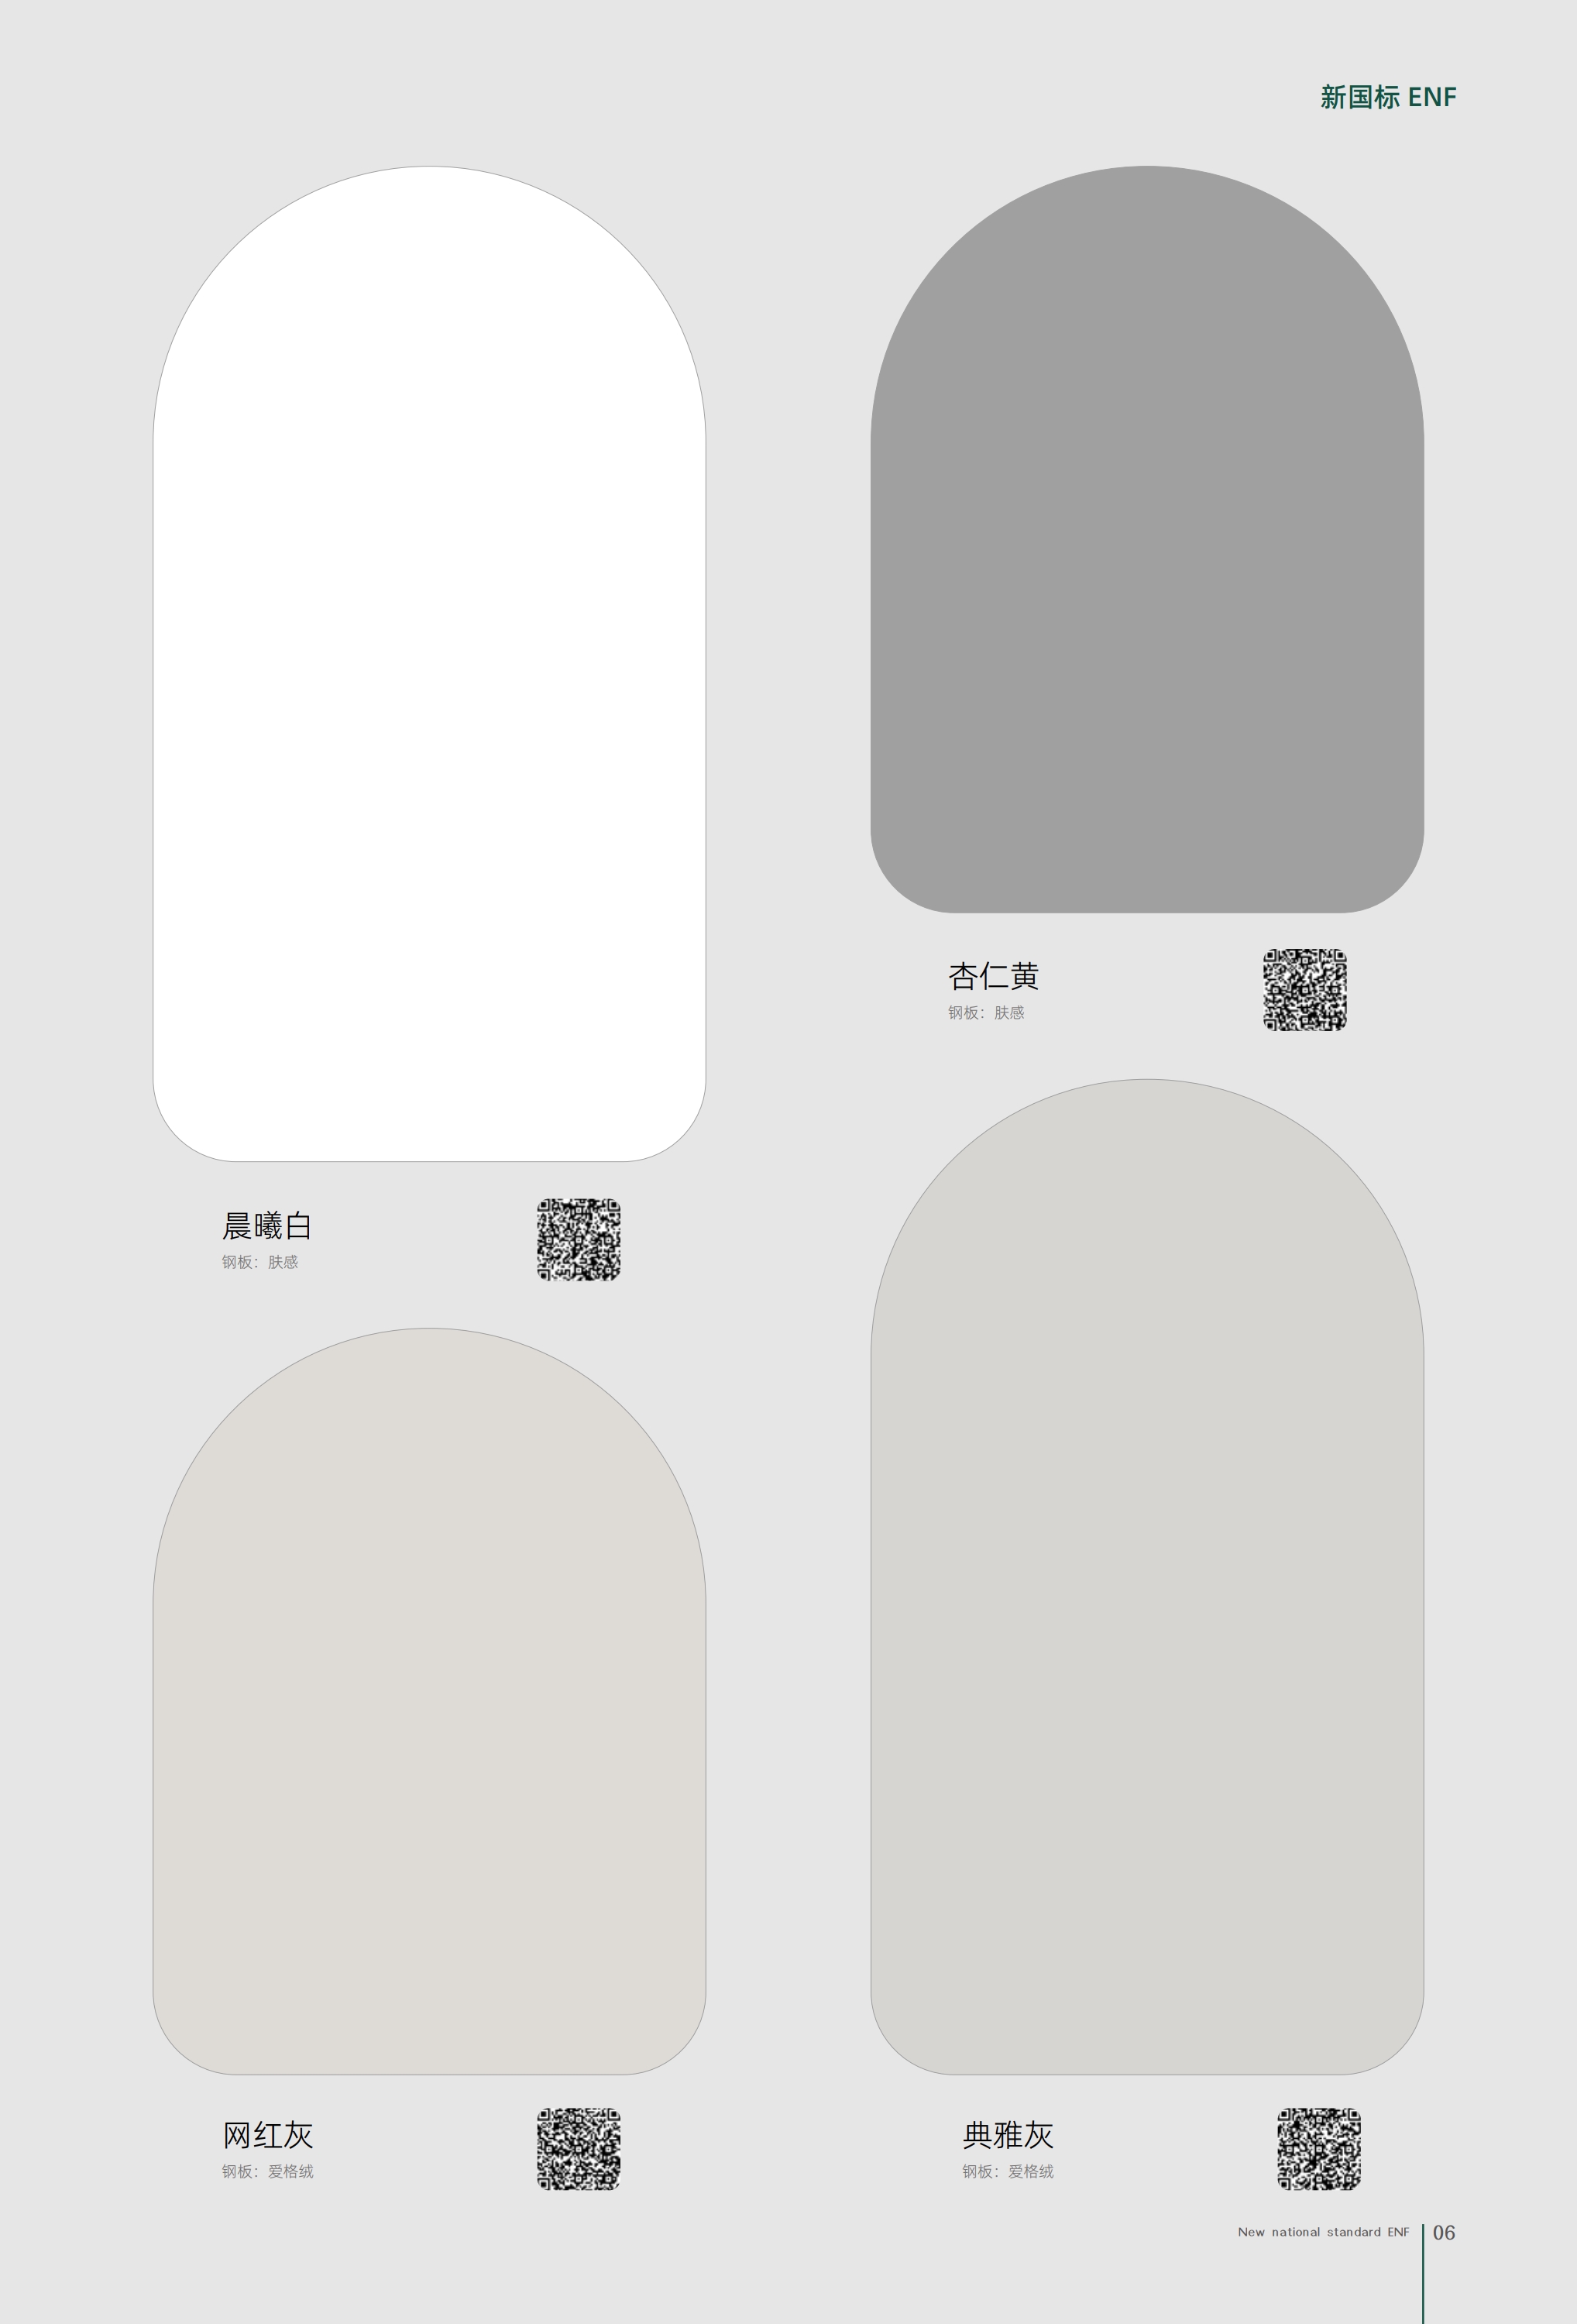 新国标 ENF
杏仁黄
钢板：肤感
晨曦白
钢板：肤感
网红灰
钢板：爱格绒
典雅灰
钢板：爱格绒
New national standard ENF
06